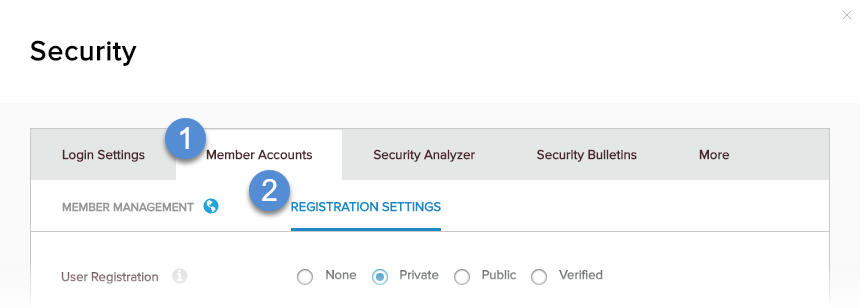 Security
1
Login Settings Member Accounts Security Analyzer Security Bulletins More
2
MEMBER MANAGEMENT REGISTRATION SETTINGS
User Registration i None Private Public Verified